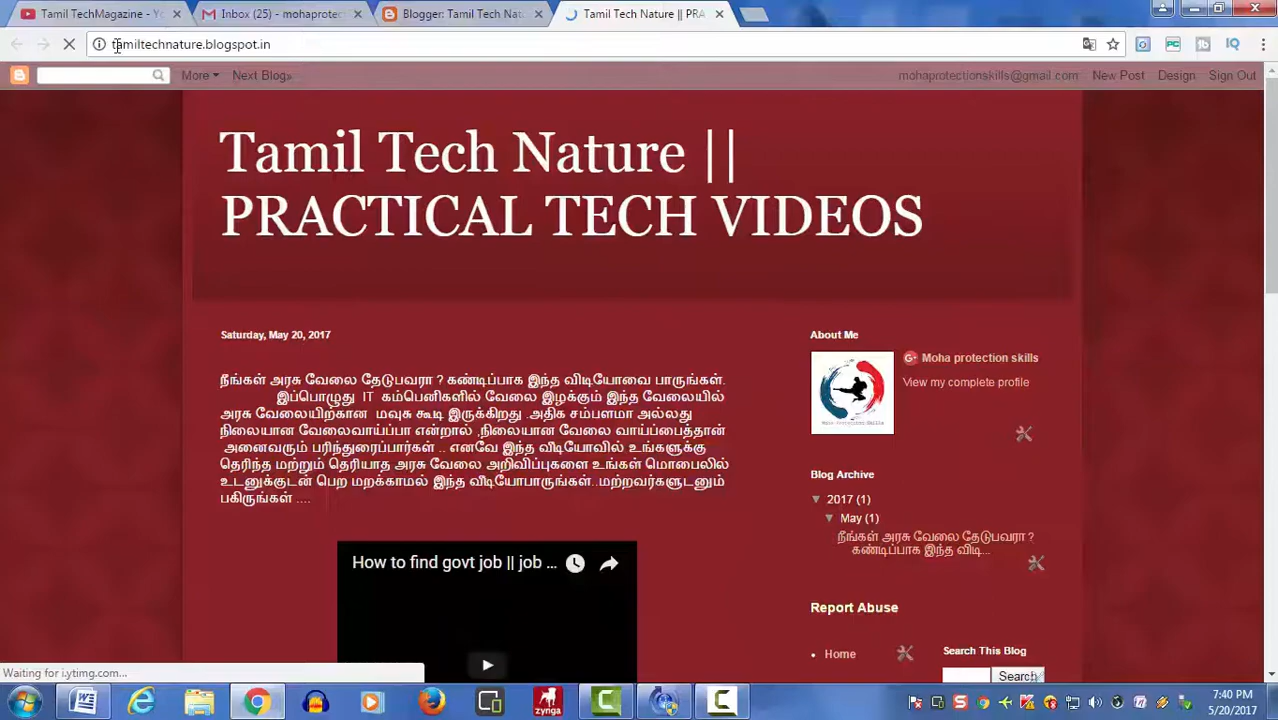 Tamil TechMagazine - Y
Inbox (25) - mohaprotec
Blogger: Tamil Tech Nat
Tamil Tech Nature || PRA
tamiltechnature.blogspot.in
More
Next Blog»
mohaprotectionskills@gmail.com
New Post
Design
Sign Out
Tamil Tech Nature ||
PRACTICAL TECH VIDEOS
Saturday, May 20, 2017
நீங்கள் அரசு வேலை தேடுபவரா ? கண்டிப்பாக இந்த விடியோவை பாருங்கள்.
இப்பொழுது IT கம்பெனிகளில் வேலை இழக்கும் இந்த வேலையில்
அரசு வேலையிற்கான மவுசு கூடி இருக்கிறது .அதிக சம்பளமா அல்லது
நிலையான வேலைவாய்ப்பா என்றால் ,நிலையான வேலை வாய்ப்பைத்தான்
அனைவரும் பரிந்துரைப்பார்கள் .. எனவே இந்த வீடியோவில் உங்களுக்கு
தெரிந்த மற்றும் தெரியாத அரசு வேலை அறிவிப்புகளை உங்கள் மொபைலில்
உடனுக்குடன் பெற மறக்காமல் இந்த வீடியோபாருங்கள்..மற்றவர்களுடனும்
பகிருங்கள் ....
How to find govt job || job ...
About Me
Moha protection skills
View my complete profile
Blog Archive
▼ 2017 (1)
▼ May (1)
நீங்கள் அரசு வேலை தேடுபவரா ?
கண்டிப்பாக இந்த விடி...
Report Abuse
Home
Search This Blog
Search
Waiting for i.ytimg.com...
zynga
7:40 PM
5/20/2017